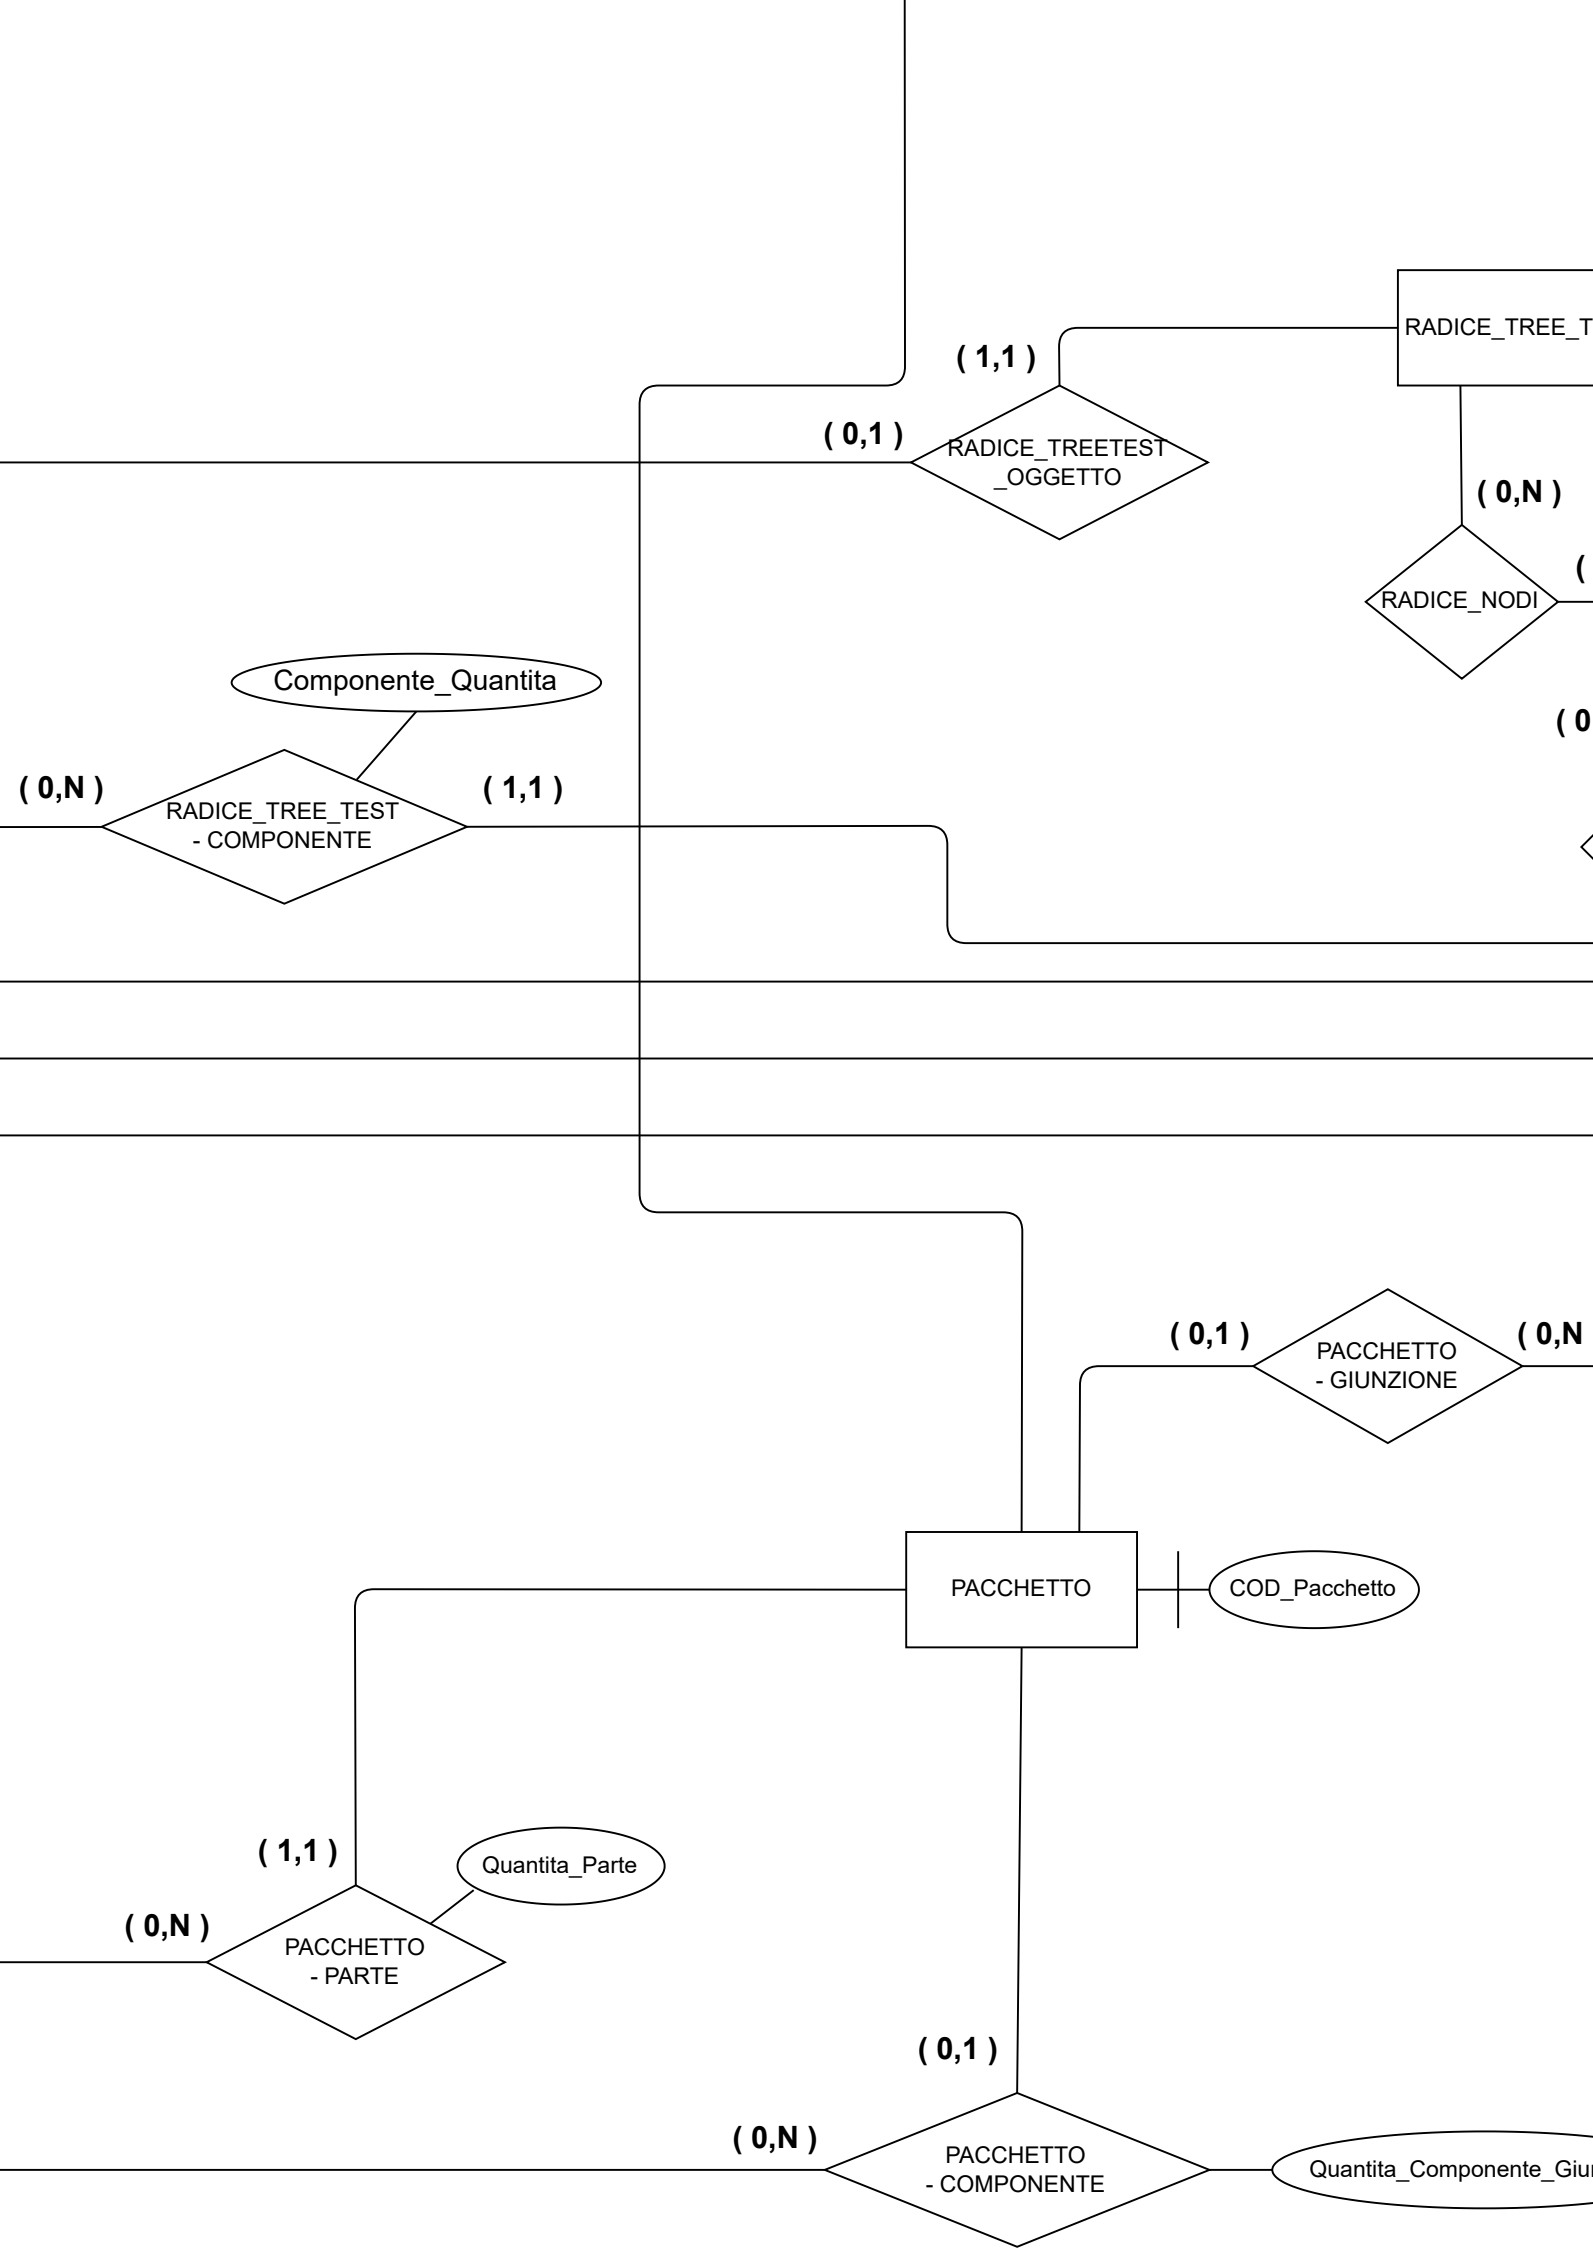 RADICE_TREE_T
( 1,1 )
( 0,1 )
RADICE_TREETEST
_OGGETTO
( 0,N )
(
RADICE_NODI
Componente_Quantita
( 0
( 0,N )
( 1,1 )
RADICE_TREE_TEST
- COMPONENTE
( 0,1 )
( 0,N
PACCHETTO
- GIUNZIONE
PACCHETTO
COD_Pacchetto
( 1,1 )
Quantita_Parte
( 0,N )
PACCHETTO
- PARTE
( 0,1 )
( 0,N )
PACCHETTO
- COMPONENTE
Quantita_Componente_Giun